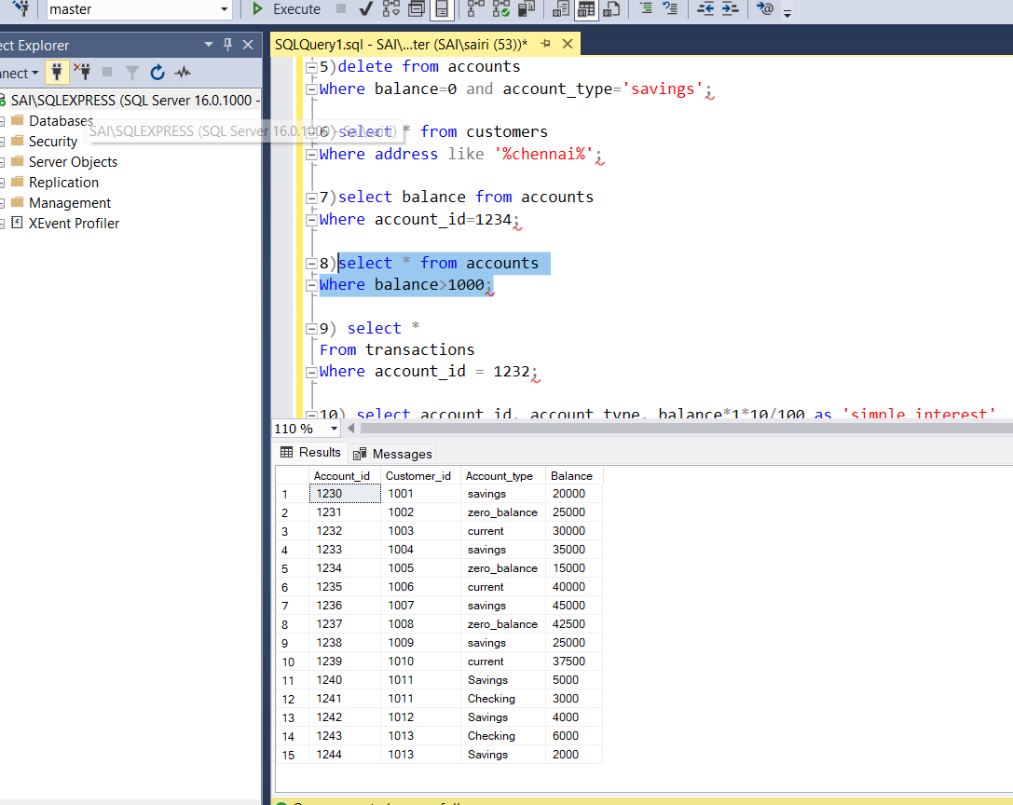 master
Execute
ect Explorer
SQLQuery1.sql - SAI\...ter (SAI\sairi (53))*
nnect
SAI\SQLEXPRESS (SQL Server 16.0.1000 -
Databases
SAI\SQLEXPRESS (SQL Server 16.0.1000
Security
Server Objects
Replication
Management
XEvent Profiler
5)delete from accounts
Where balance=0 and account_type='savings';
6)select * from customers
Where address like '%chennai%';
7)select balance from accounts
Where account_id=1234;
8)select * from accounts
Where balance>1000;
9) select *
From transactions
Where account_id = 1232;
10) select account_id, account_type, balance*1*10/100 as 'simple interest'
110 %
Results Messages
Account_id Customer_id Account_type Balance
1 1230 1001 savings 20000
2 1231 1002 zero_balance 25000
3 1232 1003 current 30000
4 1233 1004 savings 35000
5 1234 1005 zero_balance 15000
6 1235 1006 current 40000
7 1236 1007 savings 45000
8 1237 1008 zero_balance 42500
9 1238 1009 savings 25000
10 1239 1010 current 37500
11 1240 1011 Savings 5000
12 1241 1011 Checking 3000
13 1242 1012 Savings 4000
14 1243 1013 Checking 6000
15 1244 1013 Savings 2000